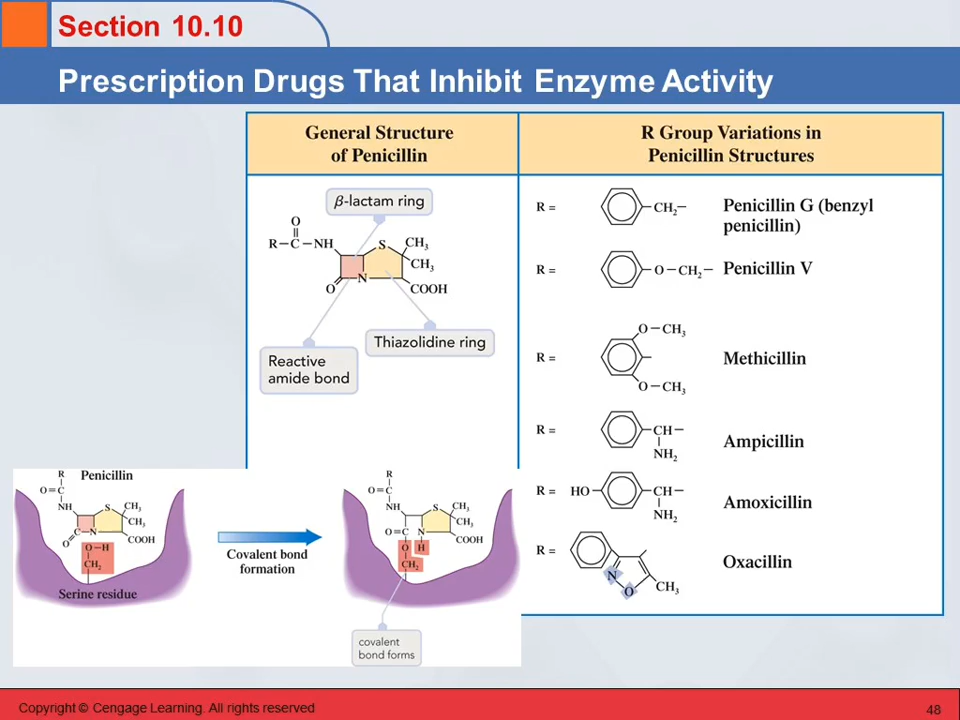 Section 10.10
Prescription Drugs That Inhibit Enzyme Activity
General Structure
of Penicillin
R Group Variations in
Penicillin Structures
β-lactam ring
O
R−C−NH
S
CH3
CH3
N
O
COOH
Thiazolidine ring
Reactive
amide bond
R =
CH2−
Penicillin G (benzyl
penicillin)
R =
O−CH2−
Penicillin V
O−CH3
R =
Methicillin
O−CH3
R =
CH−
NH2
Ampicillin
R =
HO
CH−
NH2
Amoxicillin
R =
N
O
CH3
Oxacillin
R
Penicillin
O=C
NH
S
CH3
CH3
C−N
O
COOH
O−H
CH2
Serine residue
Covalent bond
formation
R
O=C
NH
S
CH3
CH3
O=C
N
COOH
O
H
CH2
covalent
bond forms
Copyright © Cengage Learning. All rights reserved
48